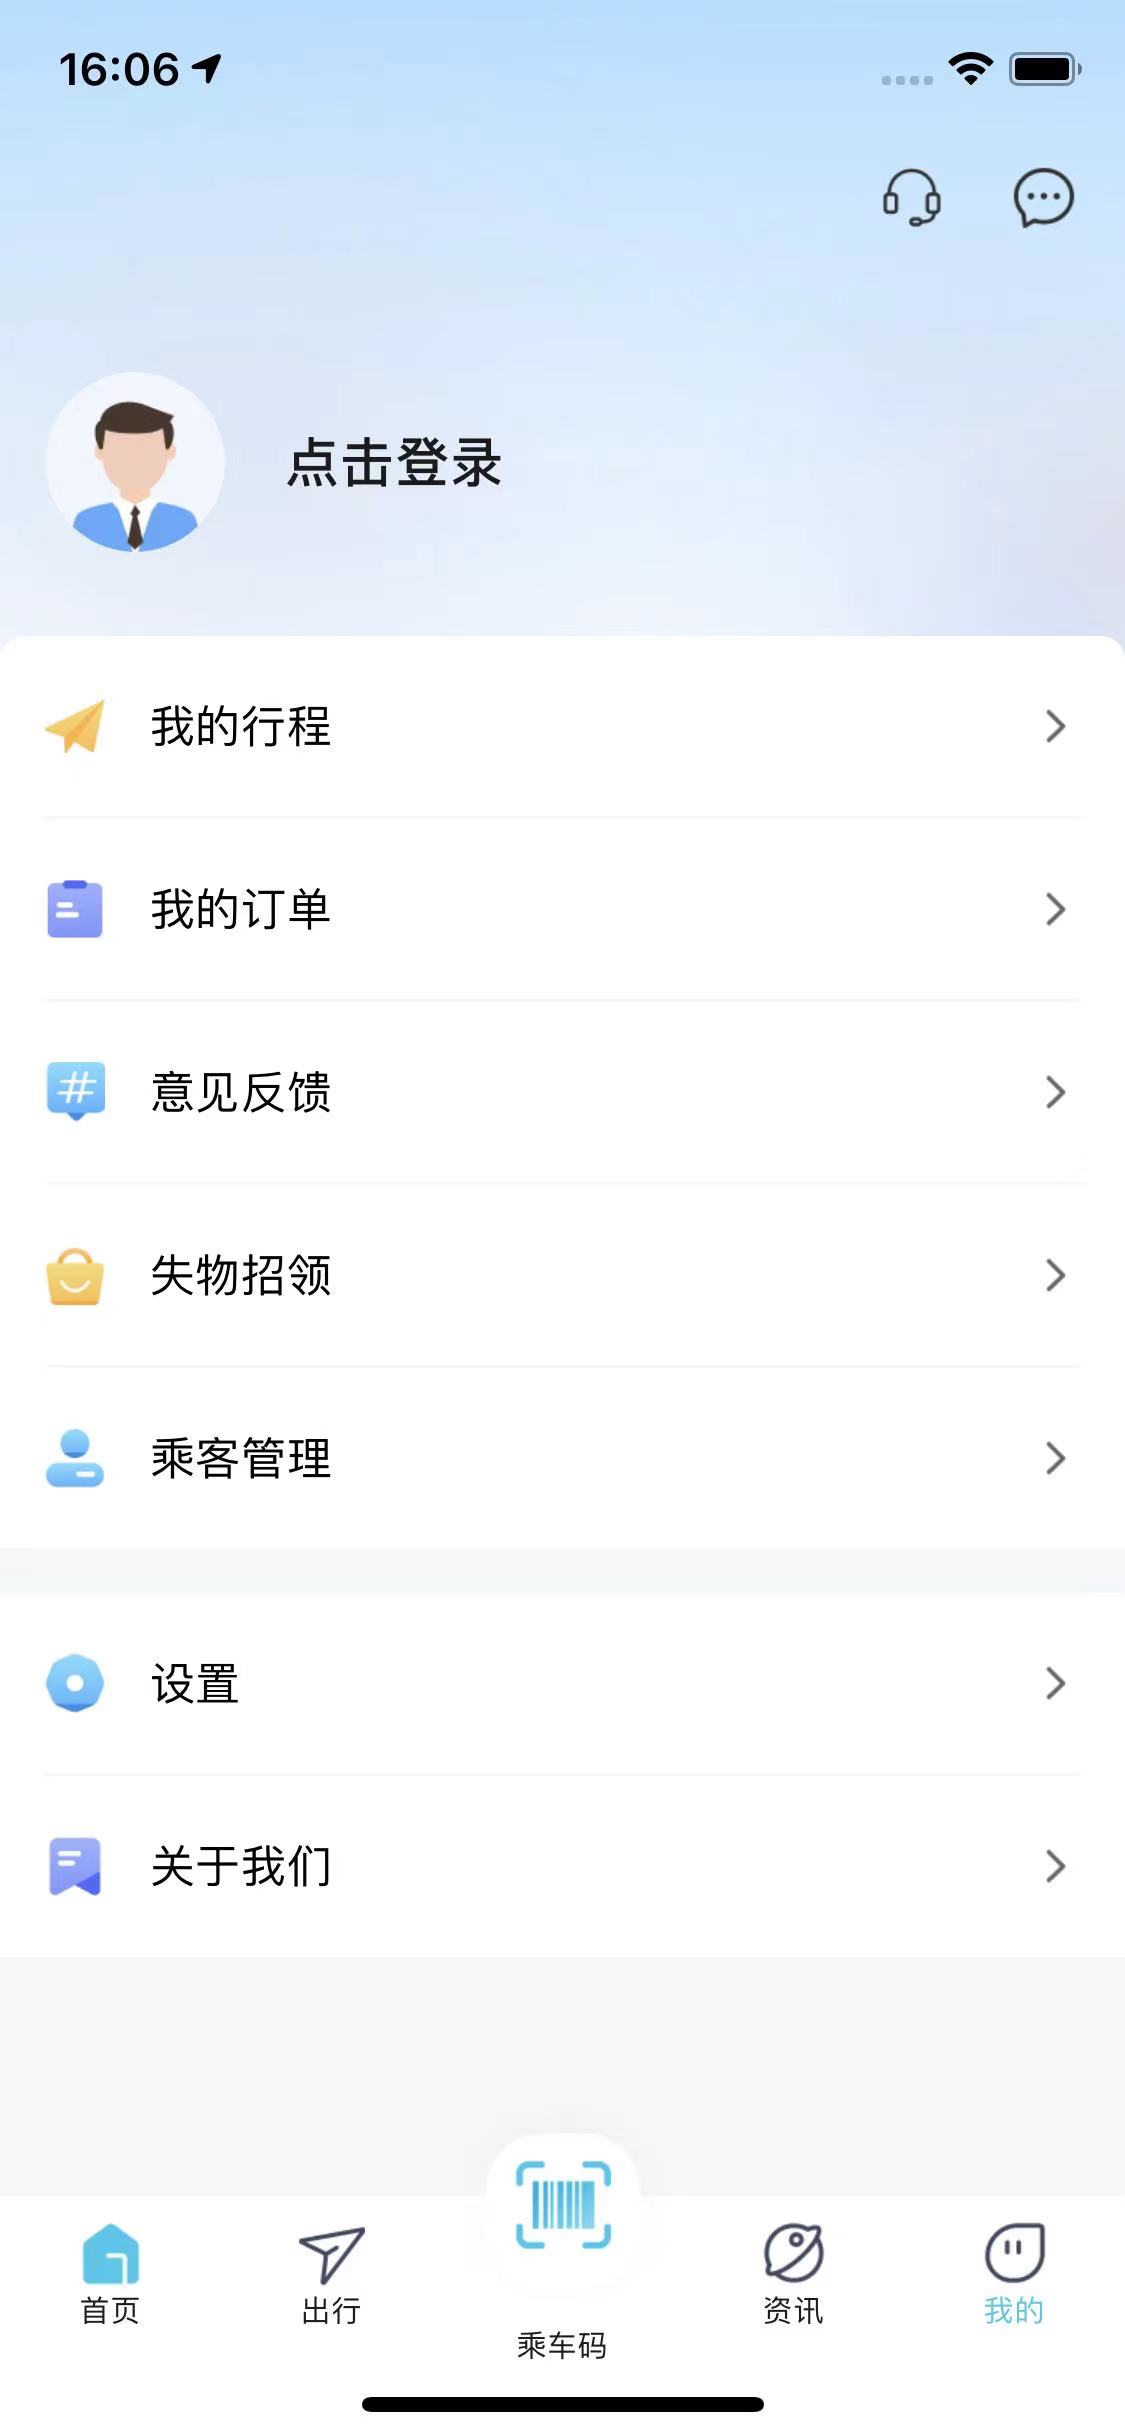 16:06
点击登录
我的行程
我的订单
意见反馈
失物招领
乘客管理
设置
关于我们
首页
出行
乘车码
资讯
我的